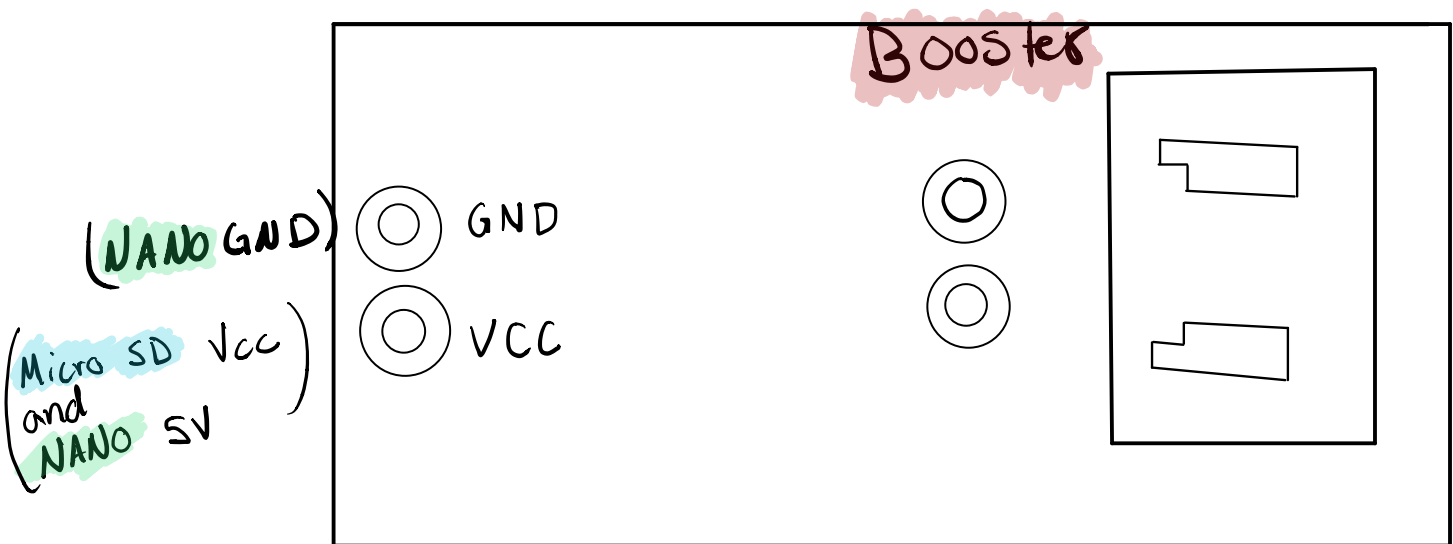 Booster
(NANO GND)
GND
(Micro SD Vcc
and
NANO 5V)
VCC